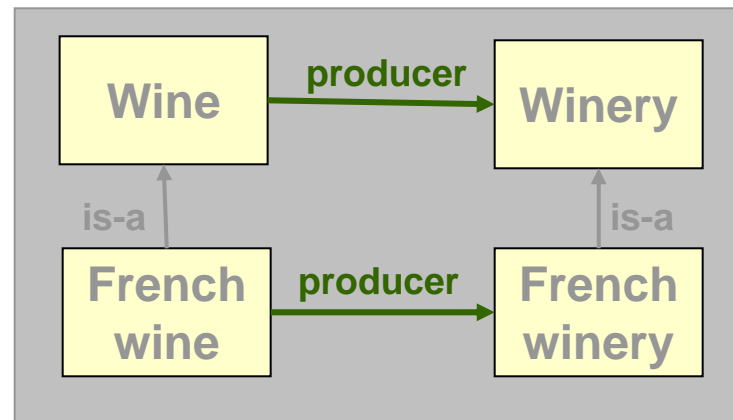 producer
Wine
Winery
is-a
is-a
producer
French
wine
French
winery